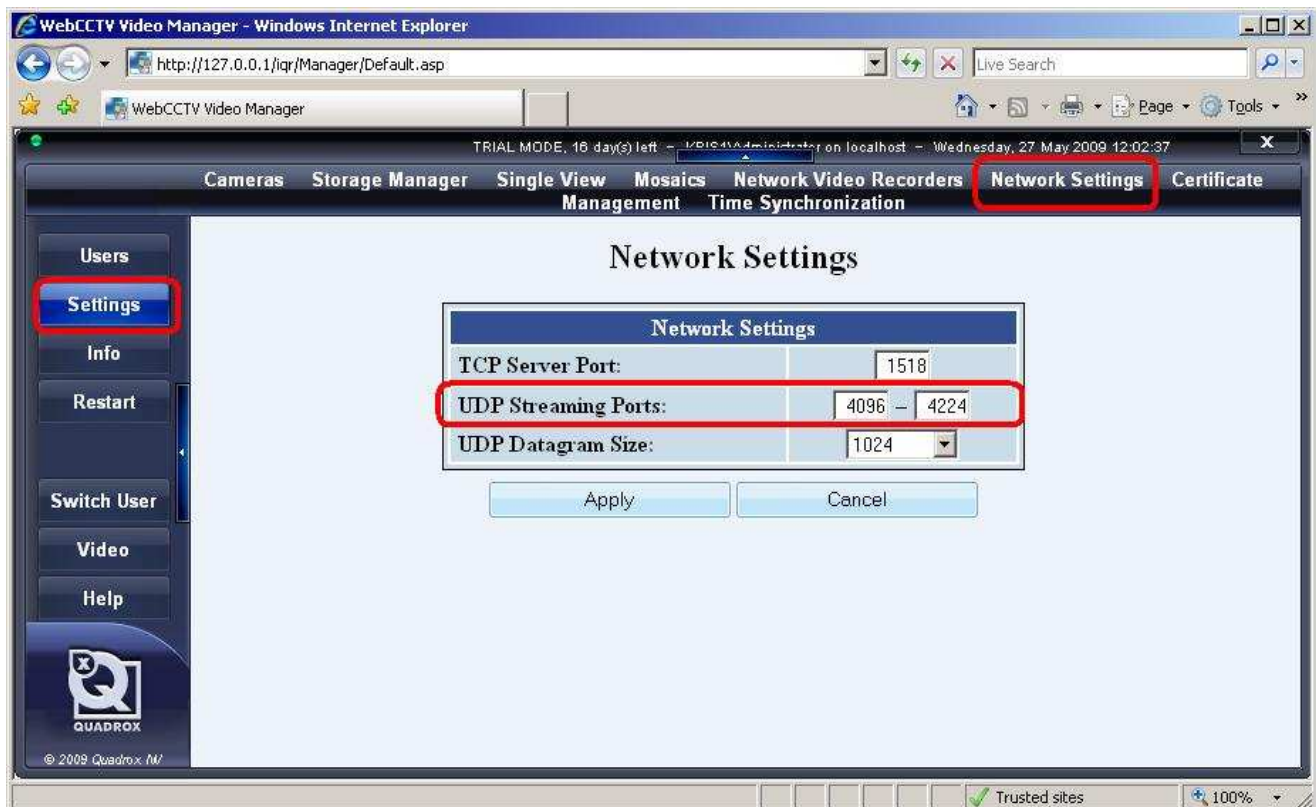 WebCCTV Video Manager - Windows Internet Explorer
http://127.0.0.1/iqr/Manager/Default.asp
Live Search
WebCCTV Video Manager
Page
Tools
»
TRIAL MODE, 16 day(s) left – KRIS4\Administrator on localhost – Wednesday, 27 May 2009 12:02:37
X
Cameras Storage Manager Single View Mosaics Network Video Recorders Network Settings Certificate
Management Time Synchronization
Users
Settings
Info
Restart
Switch User
Video
Help
QUADROX
© 2009 Quadrox NV
Network Settings
Network Settings
TCP Server Port: 1518
UDP Streaming Ports: 4096 – 4224
UDP Datagram Size: 1024
Apply Cancel
Trusted sites
100%